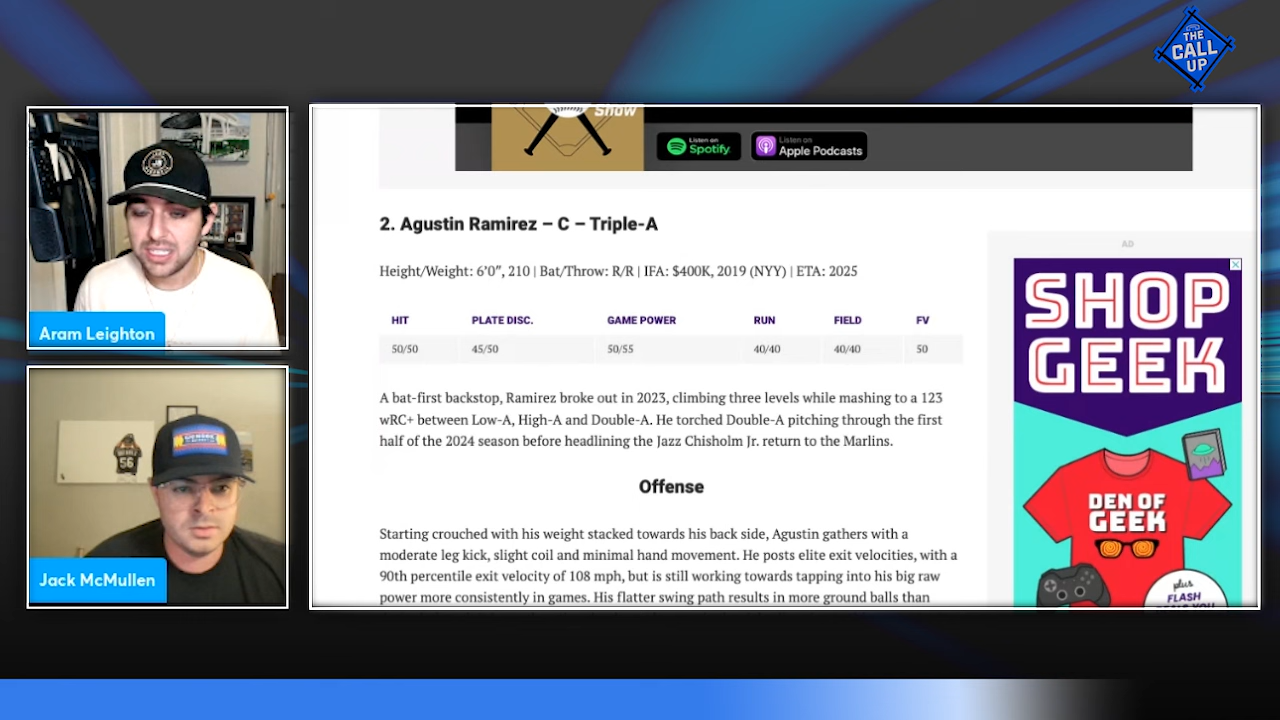 THE
CALL
UP
Show
Listen on
Spotify
Listen on
Apple Podcasts
2. Agustin Ramirez – C – Triple-A
Height/Weight: 6'0", 210 | Bat/Throw: R/R | IFA: $400K, 2019 (NYY) | ETA: 2025
HIT PLATE DISC. GAME POWER RUN FIELD FV
50/50 45/50 50/55 40/40 40/40 50
A bat-first backstop, Ramirez broke out in 2023, climbing three levels while mashing to a 123
wRC+ between Low-A, High-A and Double-A. He torched Double-A pitching through the first
half of the 2024 season before headlining the Jazz Chisholm Jr. return to the Marlins.
Offense
Starting crouched with his weight stacked towards his back side, Agustin gathers with a
moderate leg kick, slight coil and minimal hand movement. He posts elite exit velocities, with a
90th percentile exit velocity of 108 mph, but is still working towards tapping into his big raw
power more consistently in games. His flatter swing path results in more ground balls than
AD
SHOP
GEEK
DEN OF
GEEK
plus
FLASH
Aram Leighton
56
Jack McMullen